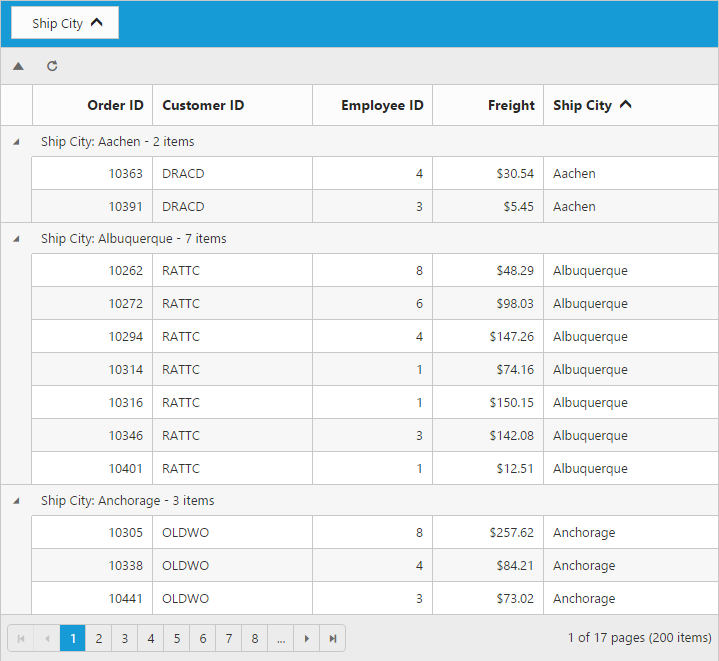 Ship City
Order ID Customer ID Employee ID Freight Ship City
Ship City: Aachen - 2 items
10363 DRACD 4 $30.54 Aachen
10391 DRACD 3 $5.45 Aachen
Ship City: Albuquerque - 7 items
10262 RATTC 8 $48.29 Albuquerque
10272 RATTC 6 $98.03 Albuquerque
10294 RATTC 4 $147.26 Albuquerque
10314 RATTC 1 $74.16 Albuquerque
10316 RATTC 1 $150.15 Albuquerque
10346 RATTC 3 $142.08 Albuquerque
10401 RATTC 1 $12.51 Albuquerque
Ship City: Anchorage - 3 items
10305 OLDWO 8 $257.62 Anchorage
10338 OLDWO 4 $84.21 Anchorage
10441 OLDWO 3 $73.02 Anchorage
1 2 3 4 5 6 7 8 ... 1 of 17 pages (200 items)